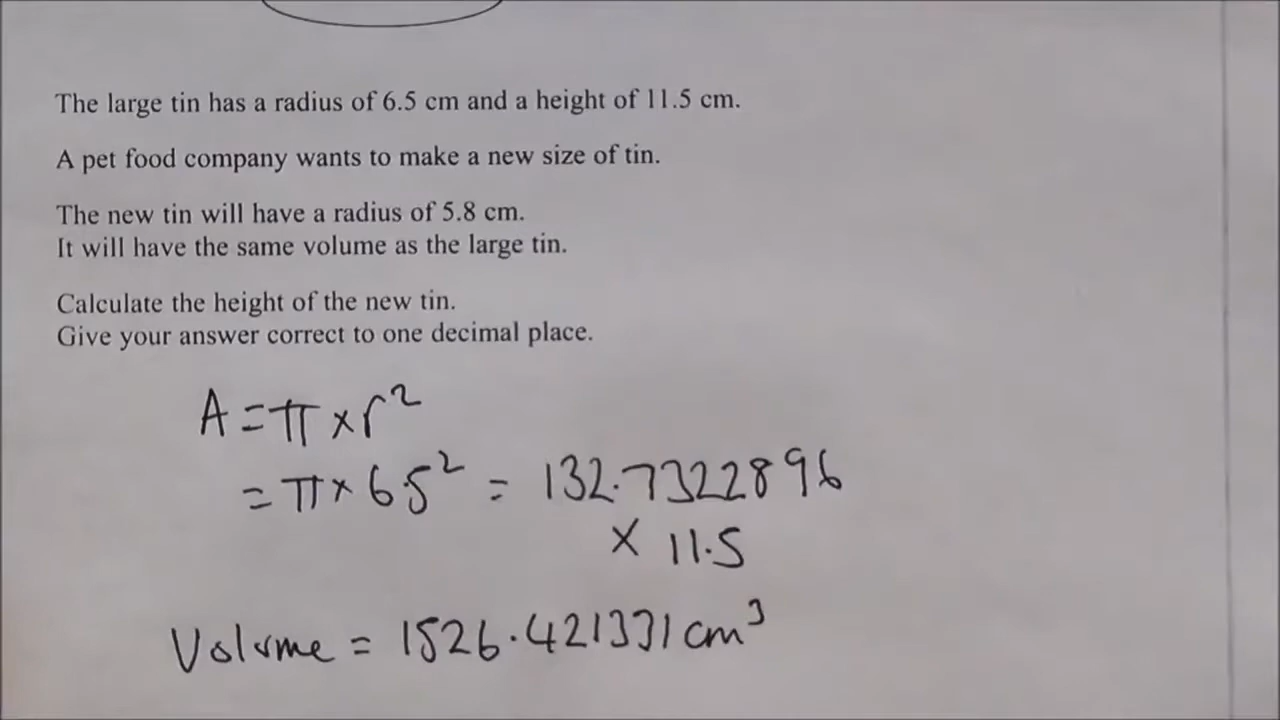 The large tin has a radius of 6.5 cm and a height of 11.5 cm.
A pet food company wants to make a new size of tin.
The new tin will have a radius of 5.8 cm.
It will have the same volume as the large tin.
Calculate the height of the new tin.
Give your answer correct to one decimal place.
A = π × r²
= π × 6.5² = 132.7322896
× 11.5
Volume = 1526.421331 cm³